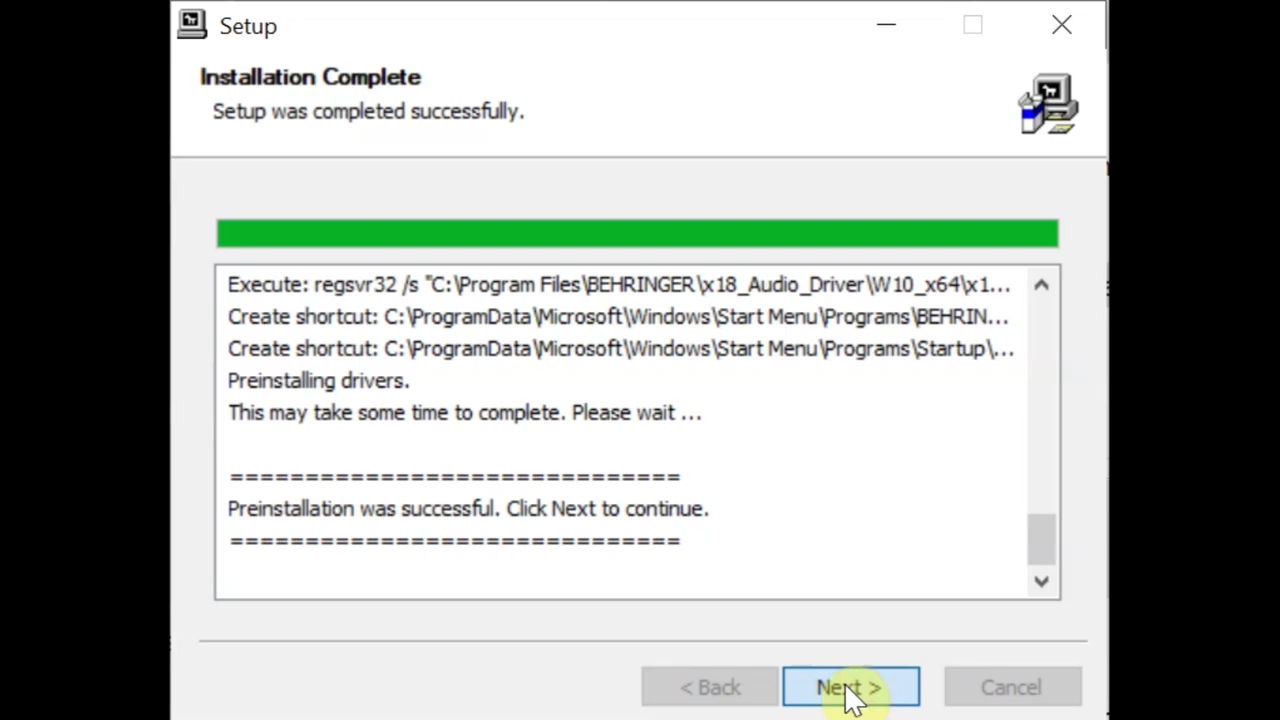 Setup
Installation Complete
Setup was completed successfully.
Execute: regsvr32 /s "C:\Program Files\BEHRINGER\x18_Audio_Driver\W10_x64\x1...
Create shortcut: C:\ProgramData\Microsoft\Windows\Start Menu\Programs\BEHRIN...
Create shortcut: C:\ProgramData\Microsoft\Windows\Start Menu\Programs\Startup\...
Preinstalling drivers.
This may take some time to complete. Please wait ...
==============================
Preinstallation was successful. Click Next to continue.
==============================
< Back
Next >
Cancel